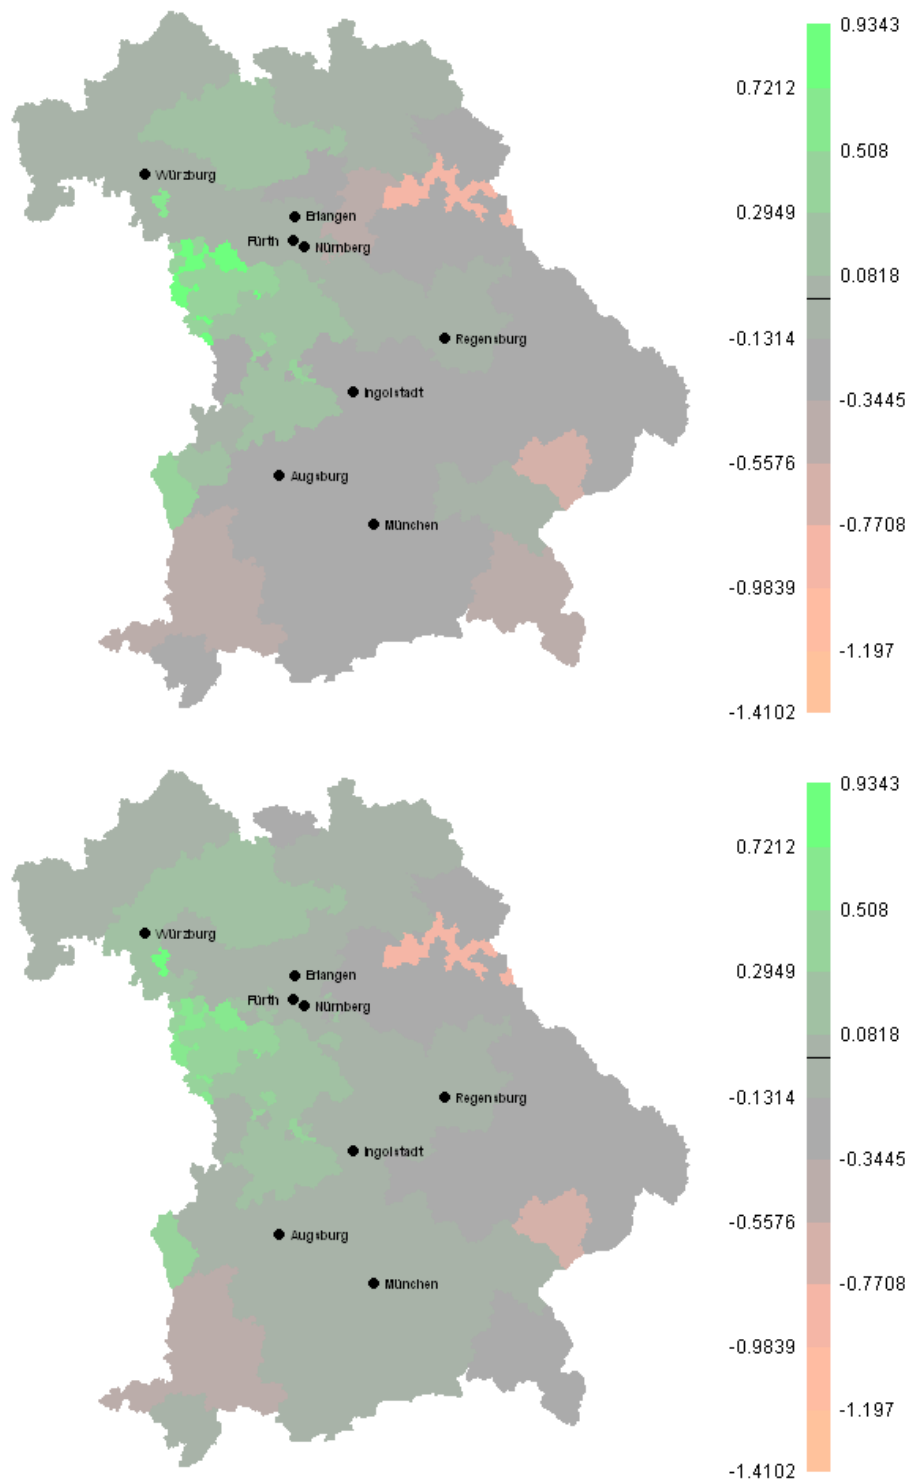 0.9343
0.7212
0.508
Würzburg
0.2949
Erlangen
Fürth
Nürnberg
0.0818
-0.1314
Regensburg
Ingolstadt
-0.3445
-0.5576
Augsburg
-0.7708
München
-0.9839
-1.197
-1.4102
0.9343
0.7212
0.508
Würzburg
0.2949
Erlangen
Fürth
Nürnberg
0.0818
-0.1314
Regensburg
Ingolstadt
-0.3445
-0.5576
Augsburg
-0.7708
München
-0.9839
-1.197
-1.4102